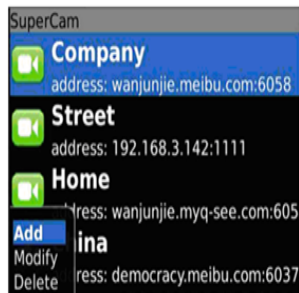 SuperCam
Company
address: wanjunjie.meibu.com:6058
Street
address: 192.168.3.142:1111
Home
ress: wanjunjie.myq-see.com:605
Add
ina
Modify
ress: democracy.meibu.com:6037
Delete